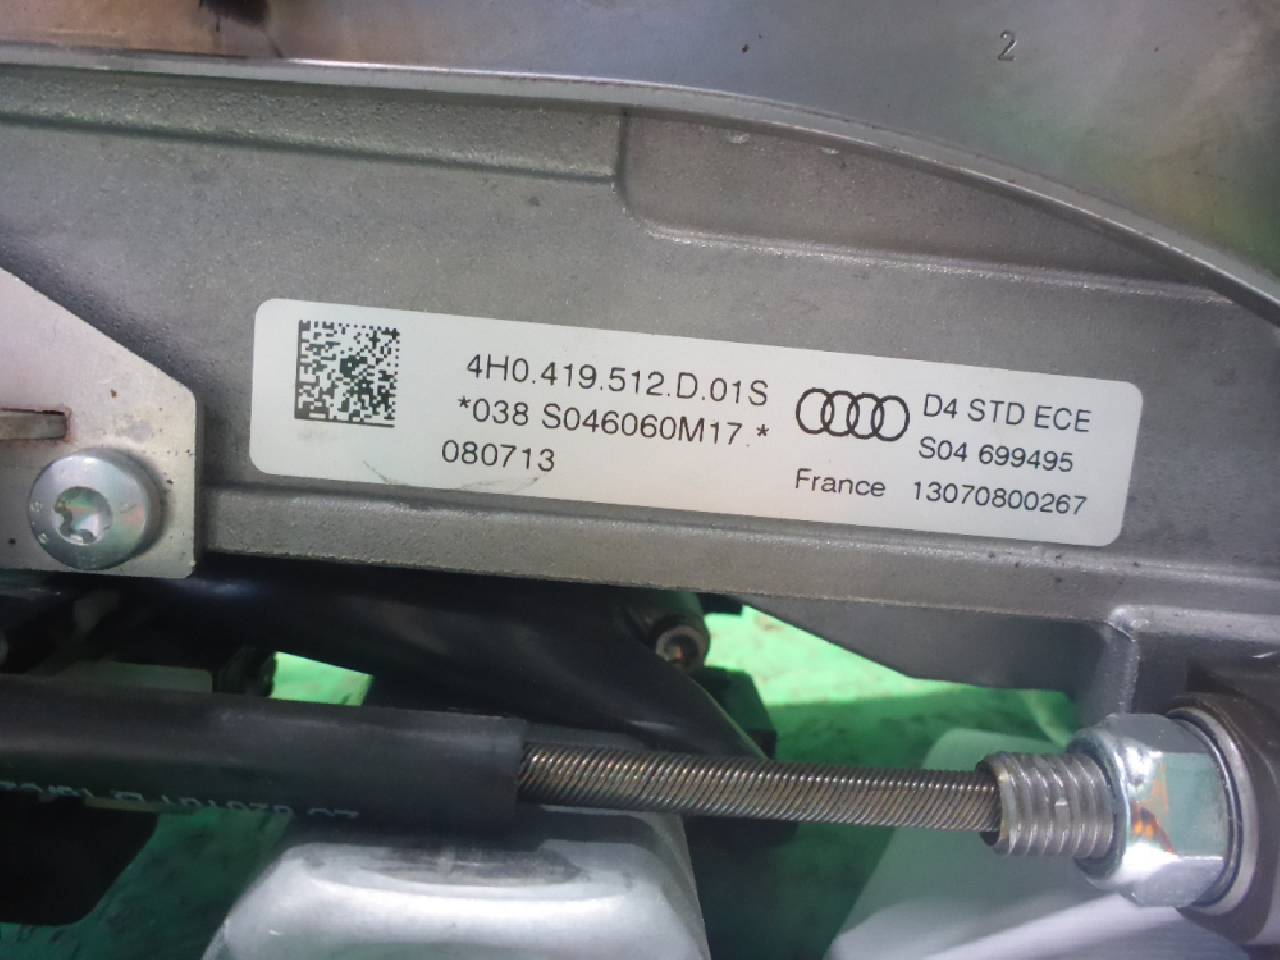 2
4H0.419.512.D.01S
*038 S046060M17.*
080713
D4 STD ECE
S04 699495
France 13070800267